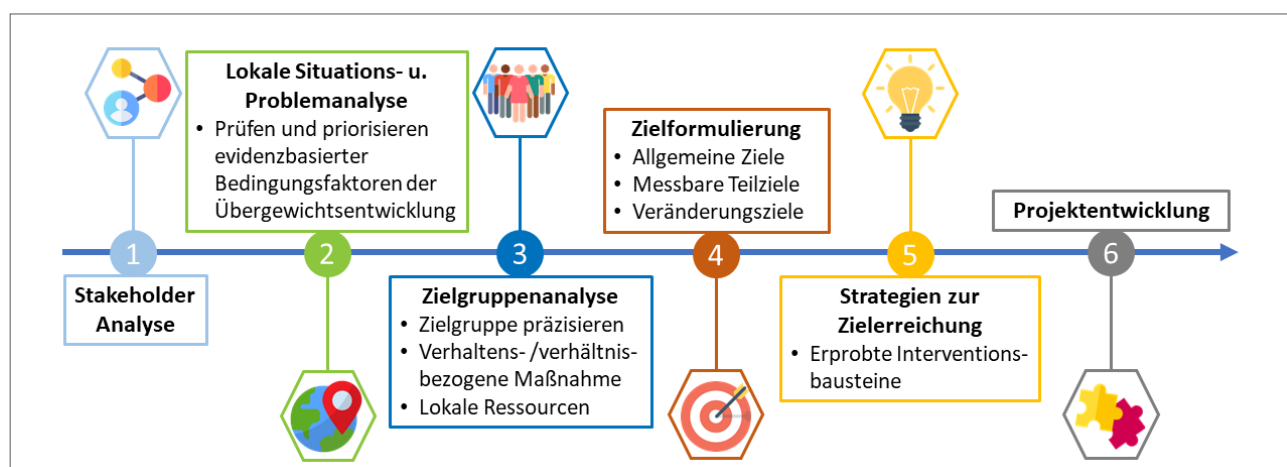 1
Stakeholder
Analyse
Lokale Situations- u.
Problemanalyse
• Prüfen und priorisieren
evidenzbasierter
Bedingungsfaktoren der
Übergewichtsentwicklung
2
3
Zielgruppenanalyse
• Zielgruppe präzisieren
• Verhaltens-/verhältnis-
bezogene Maßnahme
• Lokale Ressourcen
Zielformulierung
• Allgemeine Ziele
• Messbare Teilziele
• Veränderungsziele
4
5
Strategien zur
Zielerreichung
• Erprobte Interventions-
bausteine
Projektentwicklung
6